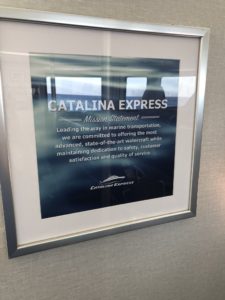 CATALINA EXPRESS
Mission Statement
Leading the way in marine transportation,
we are committed to offering the most
advanced, state-of-the-art watercraft while
maintaining dedication to safety, customer
satisfaction and quality of service.
CATALINA EXPRESS